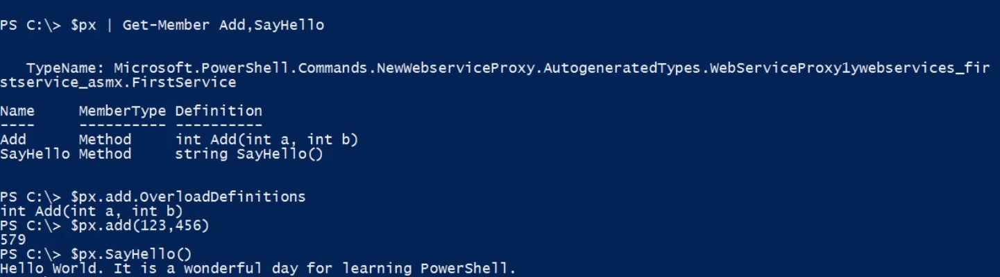 PS C:\> $px | Get-Member Add,SayHello
TypeName: Microsoft.PowerShell.Commands.NewWebserviceProxy.AutogeneratedTypes.WebServiceProxy1ywebservices_fir
stservice_asmx.FirstService
Name MemberType Definition
---- ---------- ----------
Add Method int Add(int a, int b)
SayHello Method string SayHello()
PS C:\> $px.add.OverloadDefinitions
int Add(int a, int b)
PS C:\> $px.add(123,456)
579
PS C:\> $px.SayHello()
Hello World. It is a wonderful day for learning PowerShell.